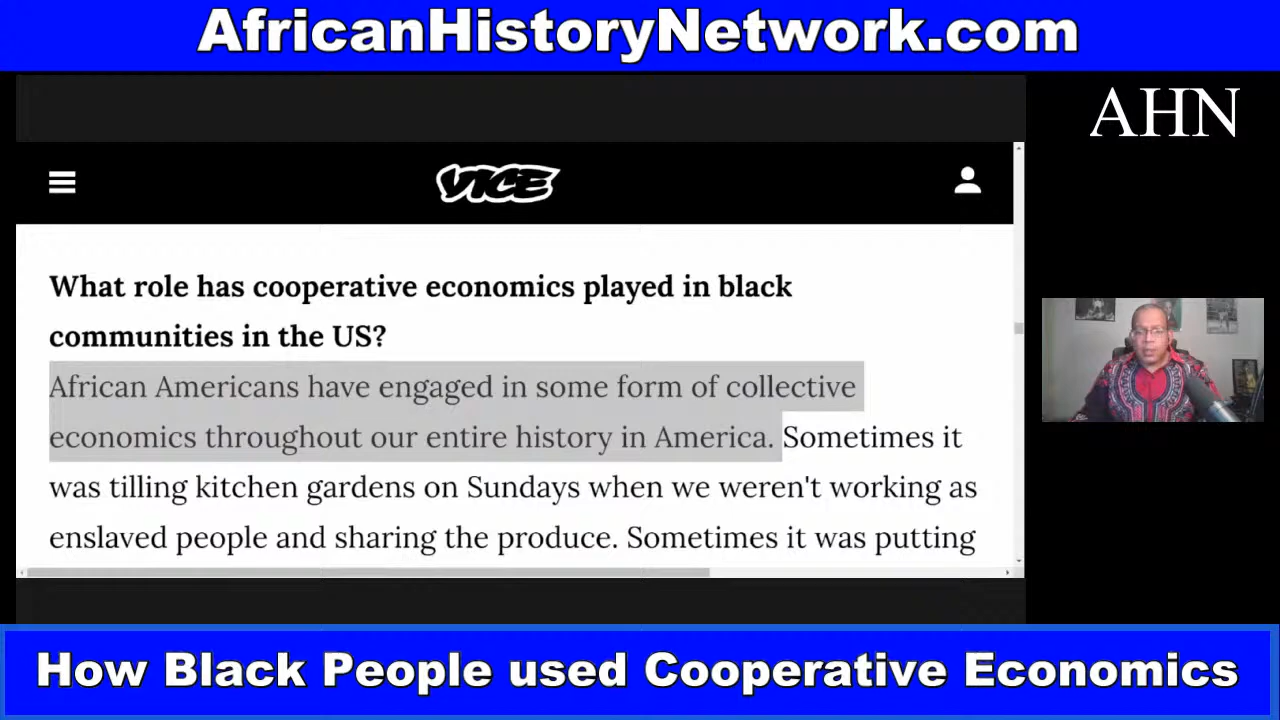 AfricanHistoryNetwork.com
AHN
VICE
What role has cooperative economics played in black
communities in the US?
African Americans have engaged in some form of collective
economics throughout our entire history in America. Sometimes it
was tilling kitchen gardens on Sundays when we weren't working as
enslaved people and sharing the produce. Sometimes it was putting
How Black People used Cooperative Economics